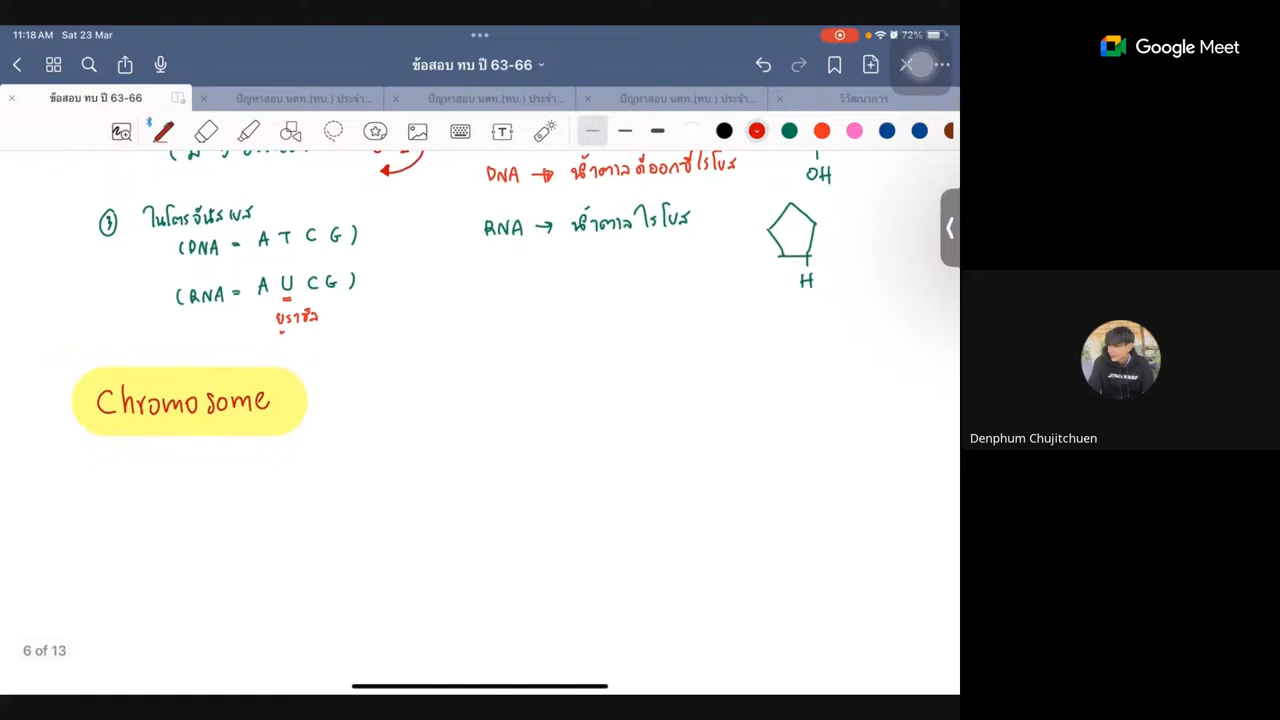 11:18 AM Sat 23 Mar
72%
Google Meet
ข้อสอบ ทบ ปี 63-66
ข้อสอบ ทบ ปี 63-66
ปัญหาสอบ นตท.(ทบ.) ประจำ...
ปัญหาสอบ นตท.(ทบ.) ประจำ...
ปัญหาสอบ นตท.(ทบ.) ประจำ...
วิวัฒนาการ
DNA → น้ำตาลดีออกซีไรโบส
OH
③ ไนโตรจีนัสเบส
(DNA = A T C G)
RNA → น้ำตาลไรโบส
(RNA = A U C G)
H
ยูราซิล
Chromosome
Denphum Chujitchuen
6 of 13